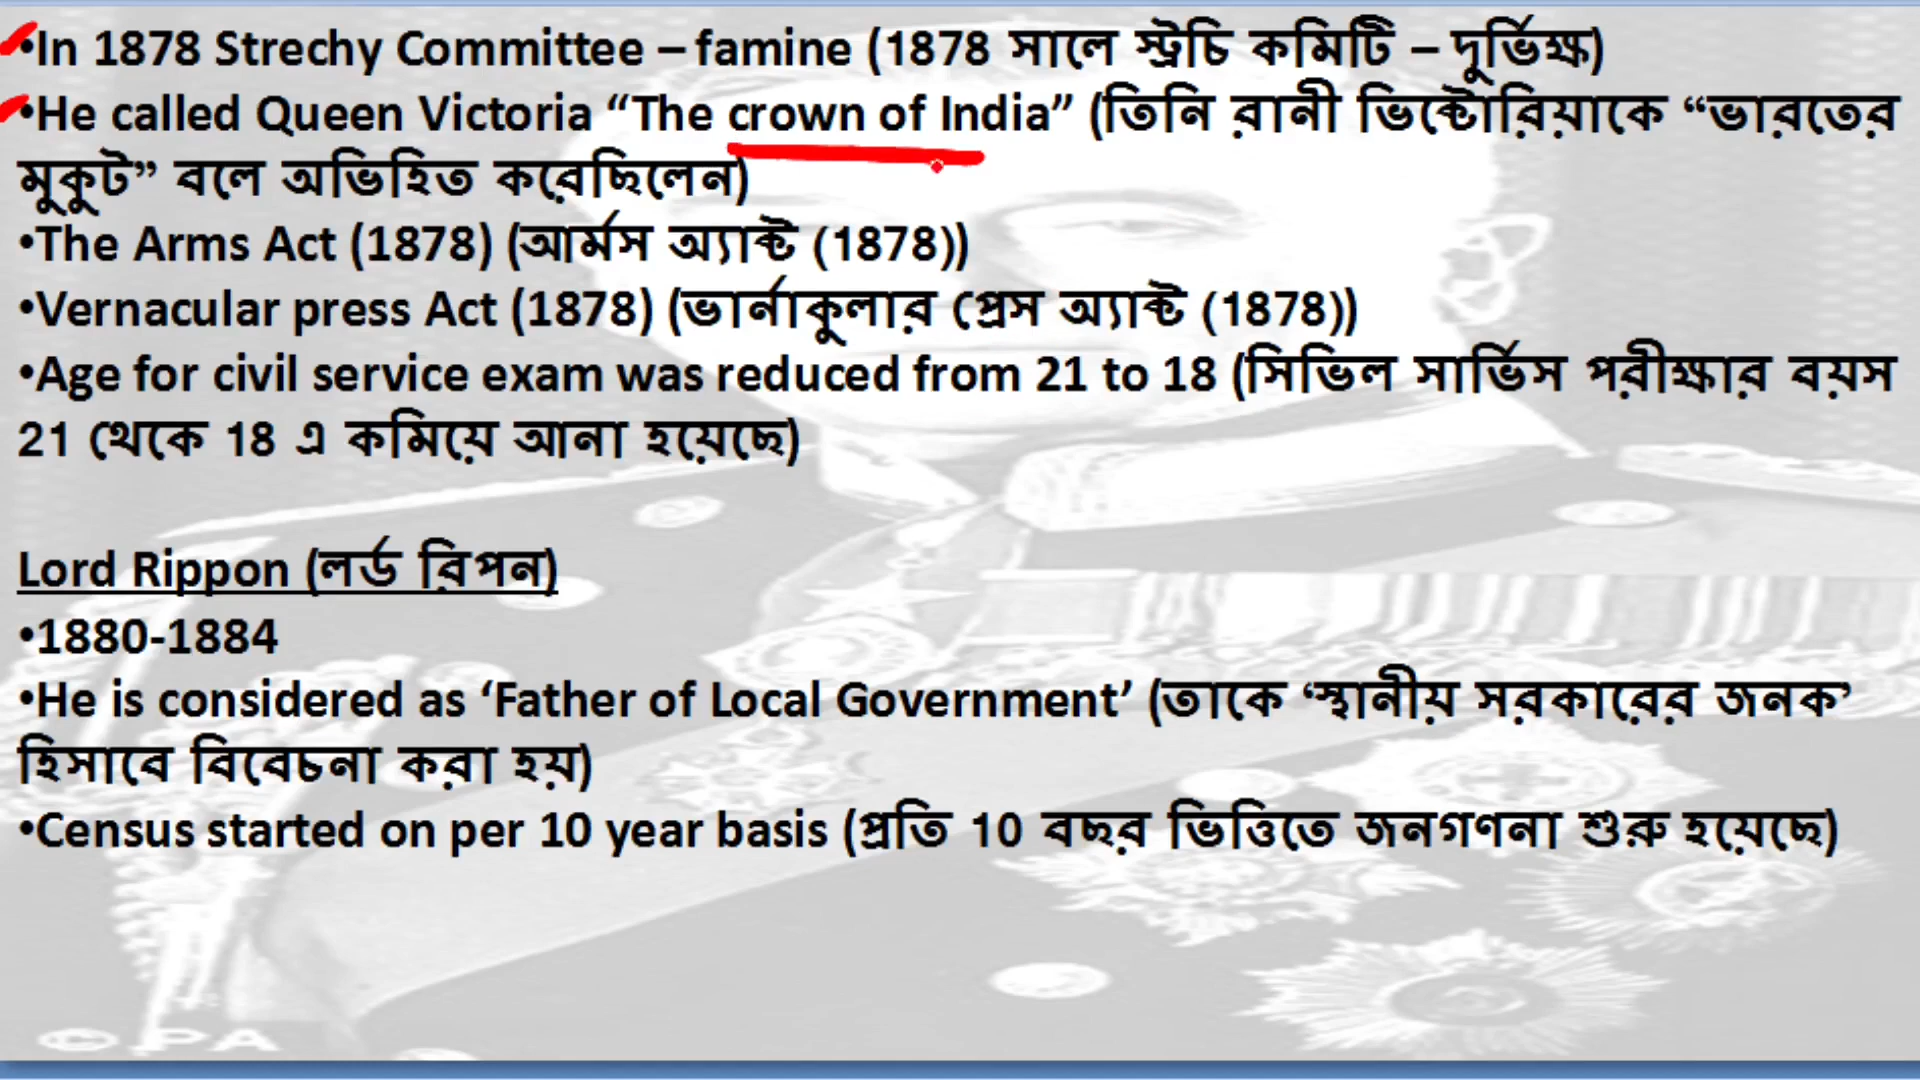 •In 1878 Strechy Committee – famine (1878 সালে স্ট্রচি কমিটি – দুর্ভিক্ষ)
•He called Queen Victoria “The crown of India” (তিনি রানী ভিক্টোরিয়াকে “ভারতের
মুকুট” বলে অভিহিত করেছিলেন)
•The Arms Act (1878) (আর্মস অ্যাক্ট (1878))
•Vernacular press Act (1878) (ভার্নাকুলার প্রেস অ্যাক্ট (1878))
•Age for civil service exam was reduced from 21 to 18 (সিভিল সার্ভিস পরীক্ষার বয়স
21 থেকে 18 এ কমিয়ে আনা হয়েছে)
Lord Rippon (লর্ড রিপন)
•1880-1884
•He is considered as ‘Father of Local Government’ (তাকে ‘স্থানীয় সরকারের জনক’
হিসাবে বিবেচনা করা হয়)
•Census started on per 10 year basis (প্রতি 10 বছর ভিত্তিতে জনগণনা শুরু হয়েছে)
© PA